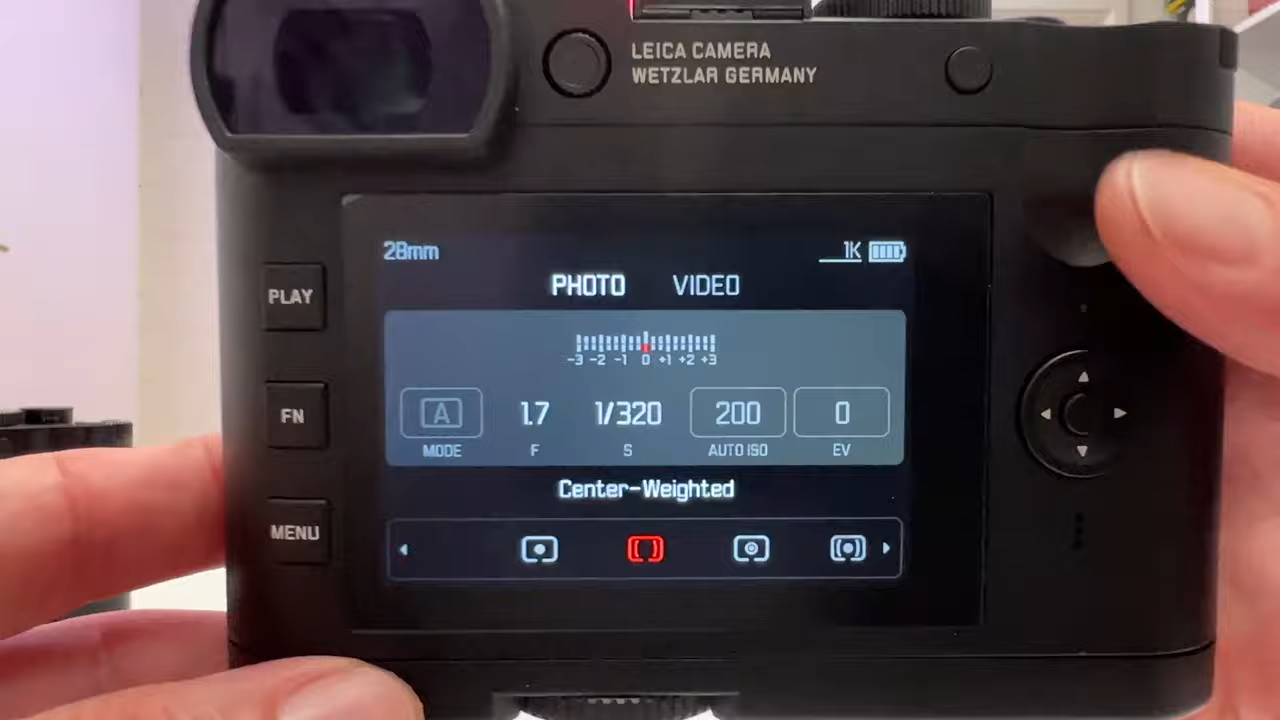 LEICA CAMERA
WETZLAR GERMANY
28mm
1K
PHOTO VIDEO
-3 -2 -1 0 +1 +2 +3
A 1.7 1/320 200 0
MODE F S AUTO ISO EV
Center-Weighted
PLAY
FN
MENU